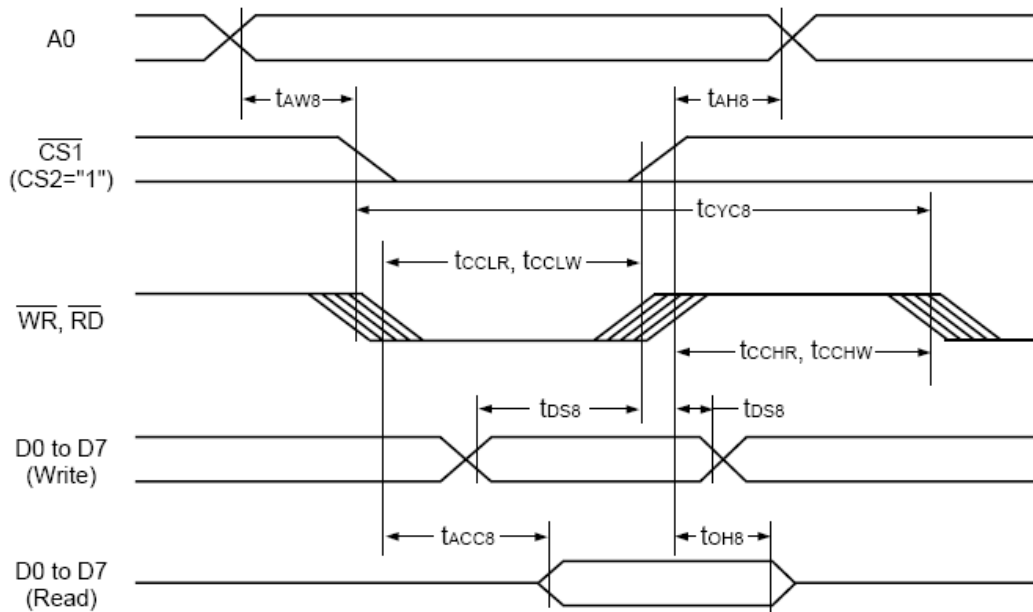 A0
tAW8
tAH8
CS1
(CS2="1")
tCYC8
tCCLR, tCCLW
WR, RD
tCCHR, tCCHW
tDS8
tDS8
D0 to D7
(Write)
tACC8
tOH8
D0 to D7
(Read)